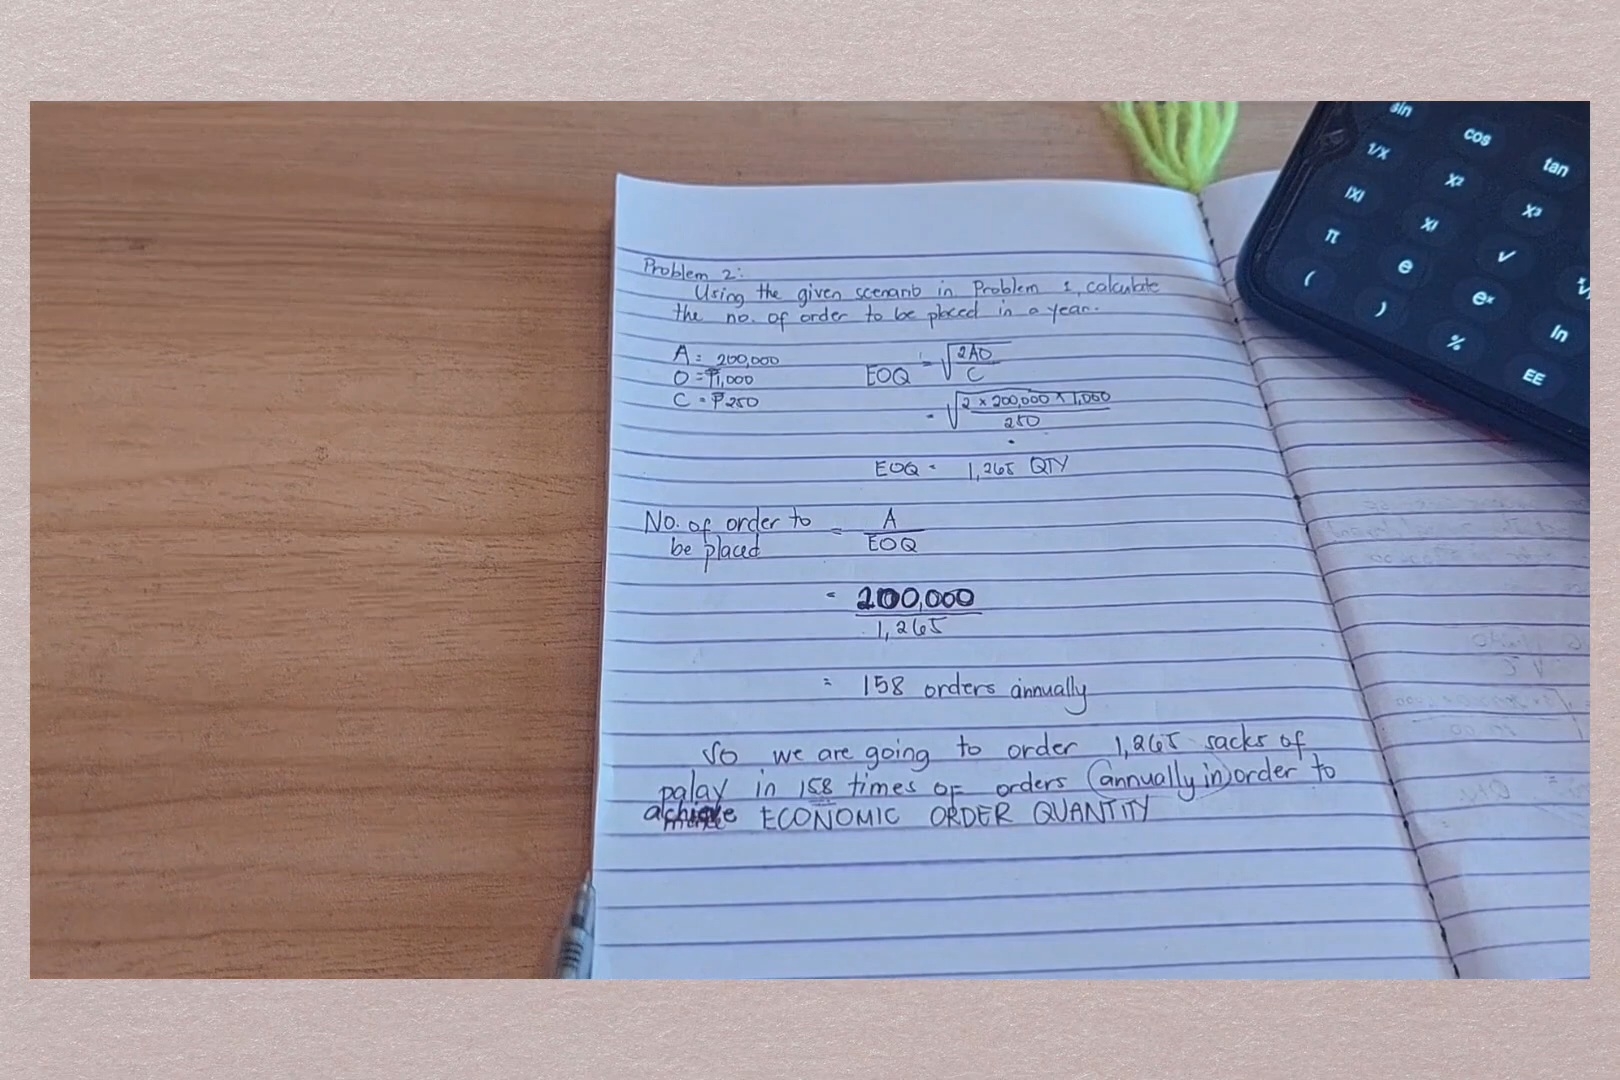 Problem 2:
Using the given scenario in Problem 1, calculate
the no. of order to be placed in a year.
A = 200,000
O = ₱1,000
C = ₱250
EOQ = √2AO
C
= √2 × 200,000 × 1,000
250
EOQ = 1,265 QTY
No. of order to
be placed
= A
EOQ
= 200,000
1,265
= 158 orders annually
So we are going to order 1,265 sacks of
palay in 158 times of orders annually in order to
achieve ECONOMIC ORDER QUANTITY
sin
cos
tan
1/x
x²
x³
|x|
x!
√
π
e
eˣ
ln
(
)
%
EE